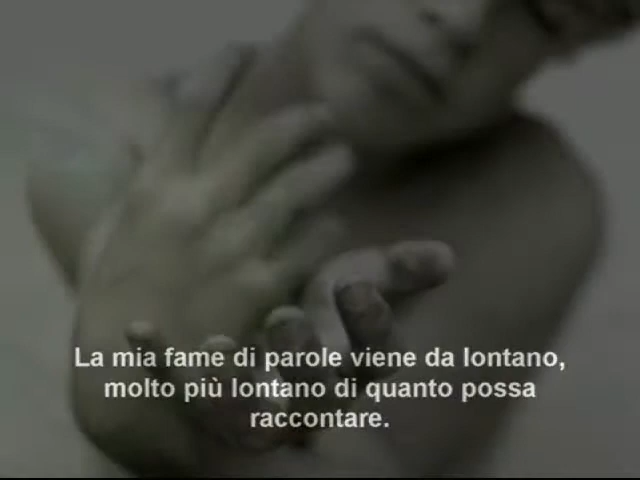 La mia fame di parole viene da lontano,
molto più lontano di quanto possa
raccontare.